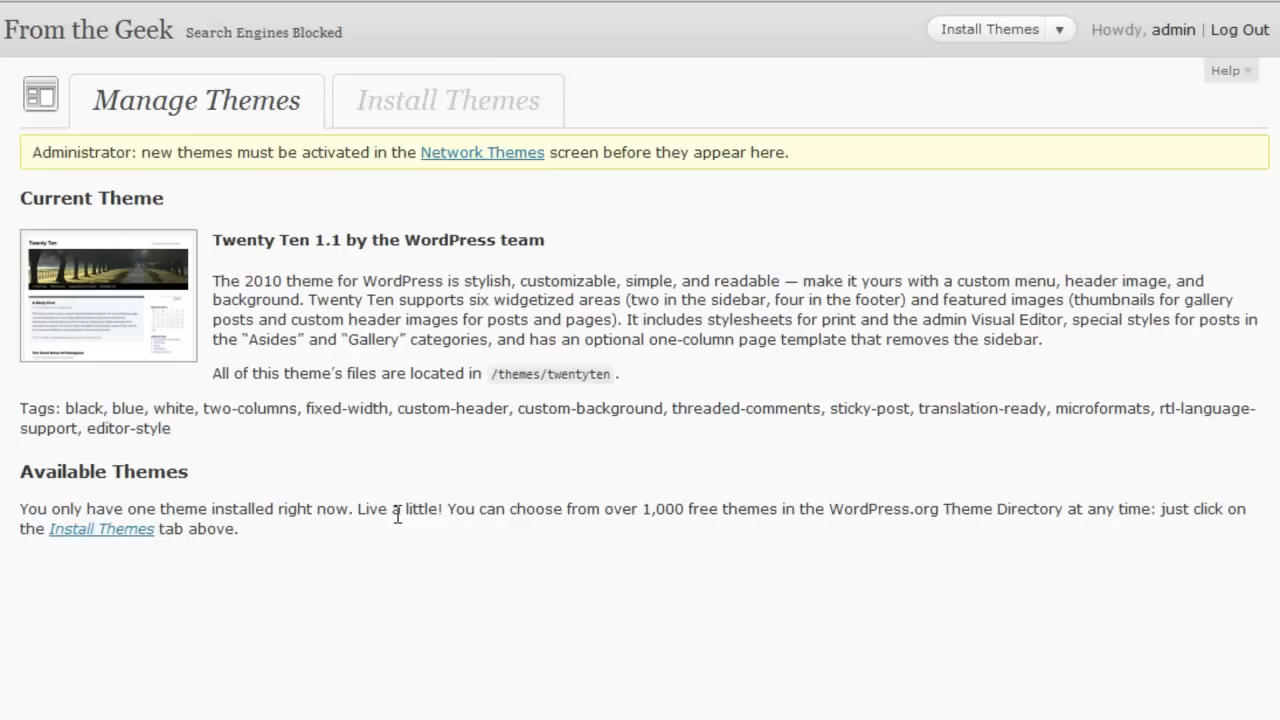 From the Geek Search Engines Blocked Install Themes ▼ Howdy, admin | Log Out
Help
Manage Themes Install Themes
Administrator: new themes must be activated in the Network Themes screen before they appear here.
Current Theme
Twenty Ten
Twenty Ten 1.1 by the WordPress team
The 2010 theme for WordPress is stylish, customizable, simple, and readable — make it yours with a custom menu, header image, and
background. Twenty Ten supports six widgetized areas (two in the sidebar, four in the footer) and featured images (thumbnails for gallery
posts and custom header images for posts and pages). It includes stylesheets for print and the admin Visual Editor, special styles for posts in
the “Asides” and “Gallery” categories, and has an optional one-column page template that removes the sidebar.
All of this theme’s files are located in /themes/twentyten.
Tags: black, blue, white, two-columns, fixed-width, custom-header, custom-background, threaded-comments, sticky-post, translation-ready, microformats, rtl-language-
support, editor-style
Available Themes
You only have one theme installed right now. Live a little! You can choose from over 1,000 free themes in the WordPress.org Theme Directory at any time: just click on
the Install Themes tab above.